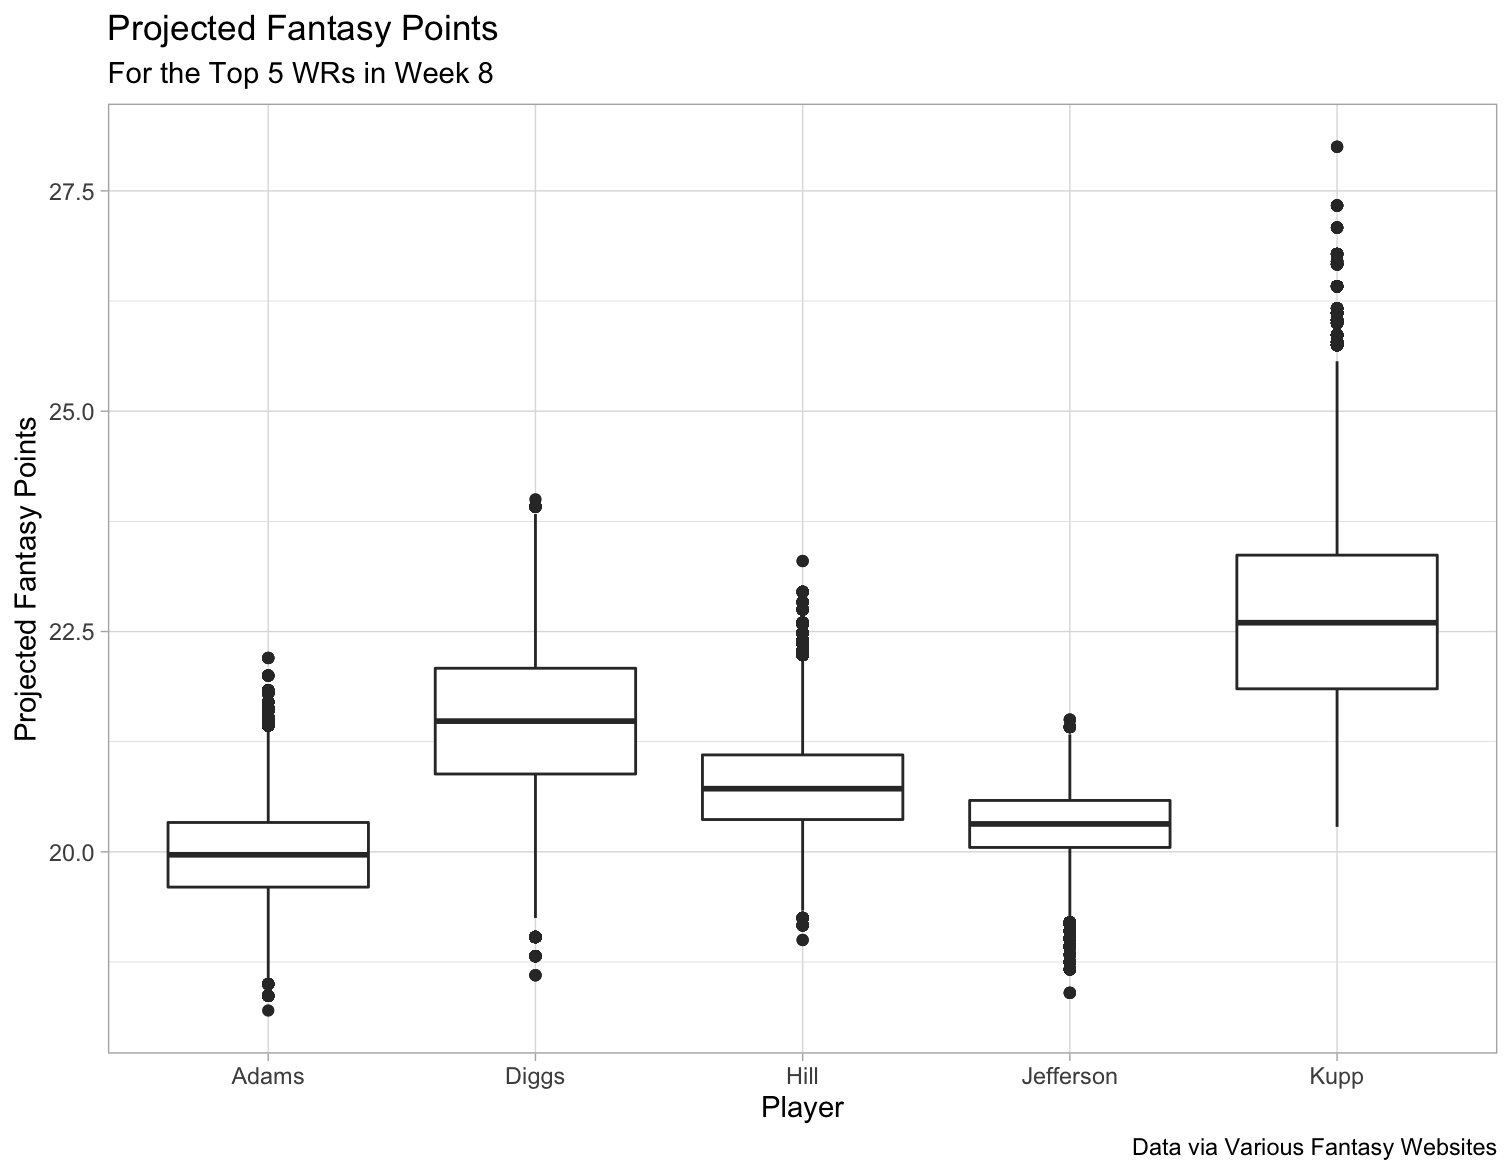 Projected Fantasy Points
For the Top 5 WRs in Week 8
Projected Fantasy Points
27.5
25.0
22.5
20.0
Adams Diggs Hill Jefferson Kupp
Player
Data via Various Fantasy Websites